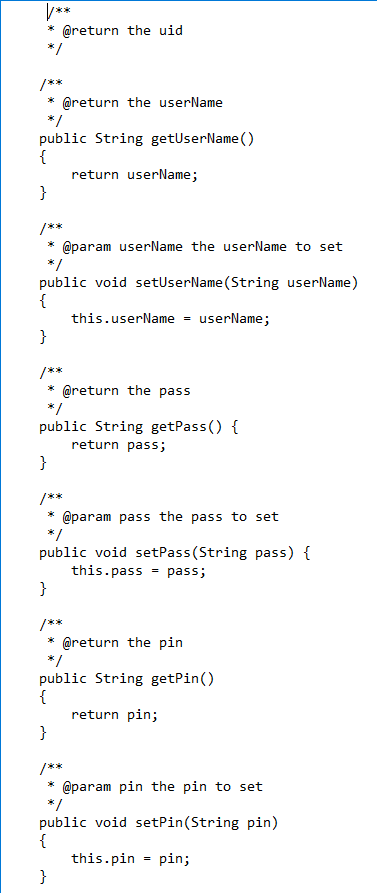 /**
* @return the uid
*/
/**
* @return the userName
*/
public String getUserName()
{
return userName;
}
/**
* @param userName the userName to set
*/
public void setUserName(String userName)
{
this.userName = userName;
}
/**
* @return the pass
*/
public String getPass() {
return pass;
}
/**
* @param pass the pass to set
*/
public void setPass(String pass) {
this.pass = pass;
}
/**
* @return the pin
*/
public String getPin()
{
return pin;
}
/**
* @param pin the pin to set
*/
public void setPin(String pin)
{
this.pin = pin;
}